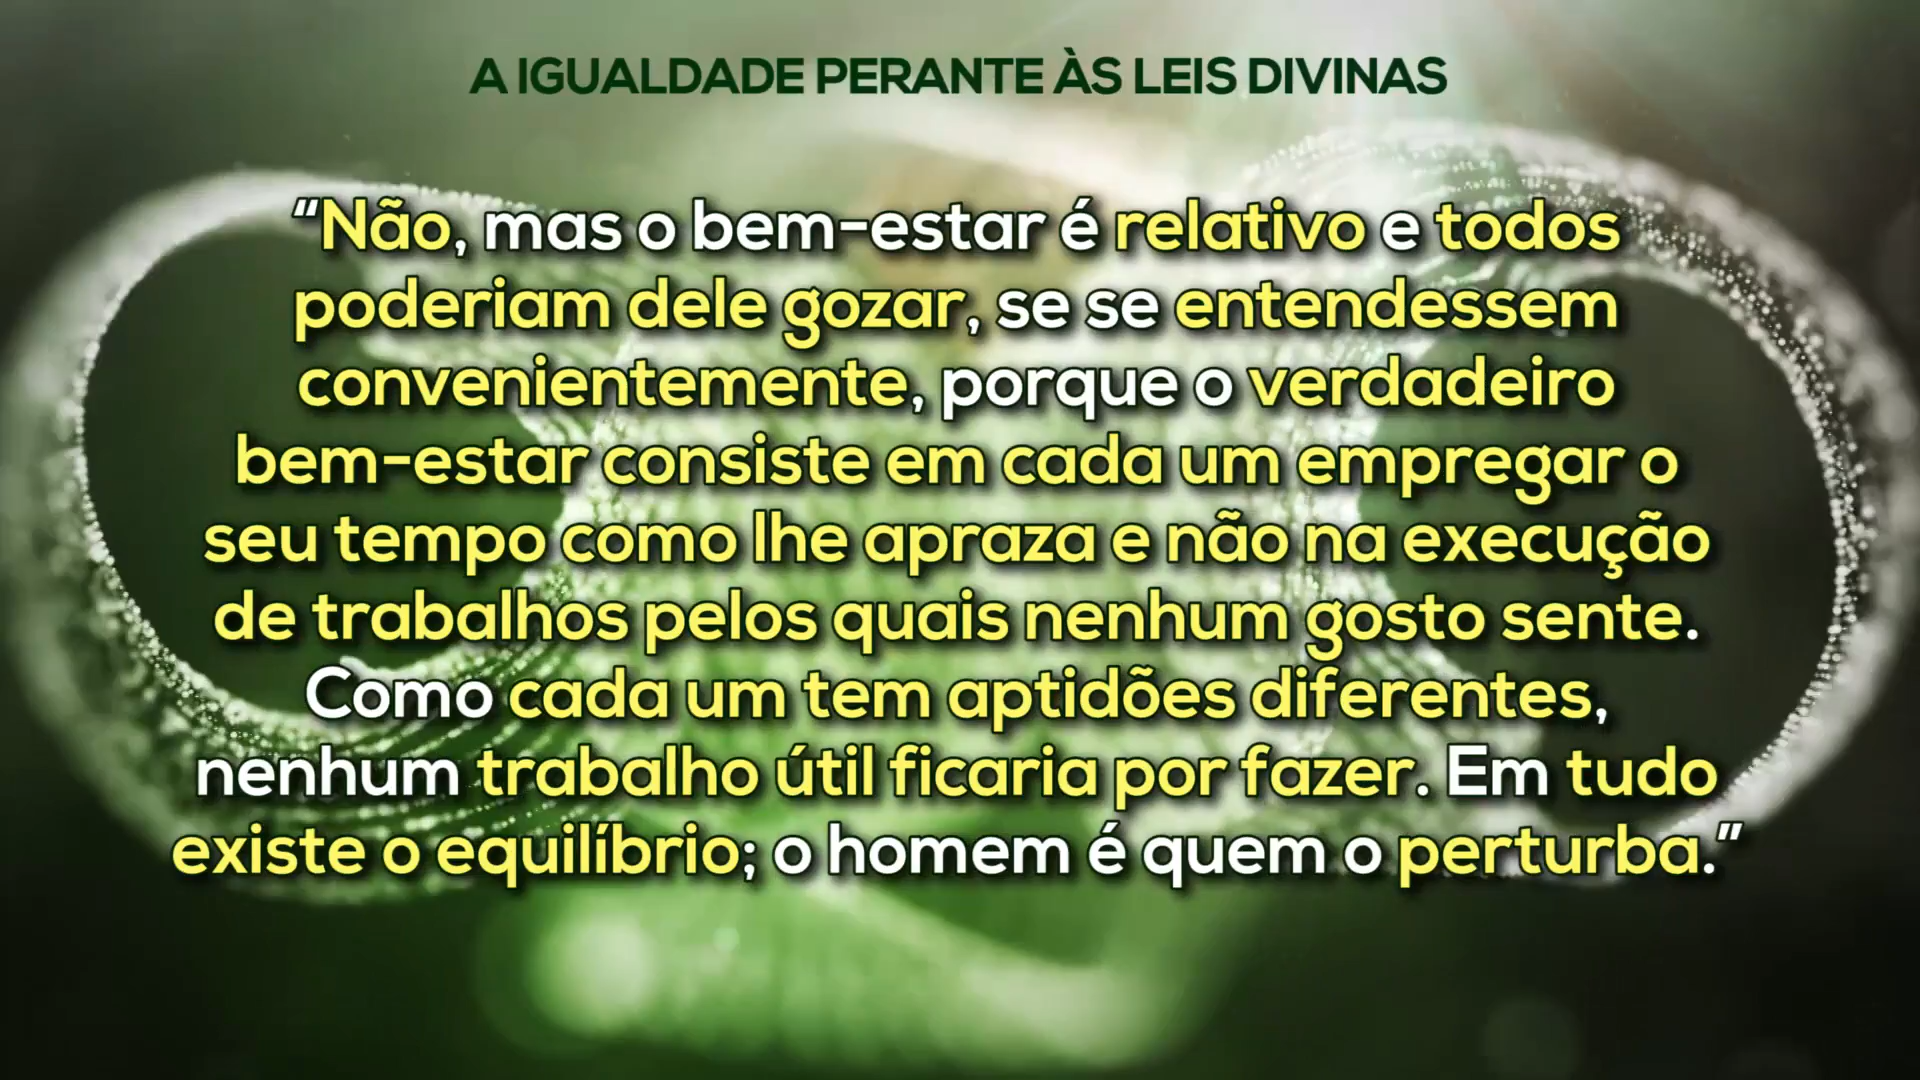 A IGUALDADE PERANTE ÀS LEIS DIVINAS
“Não, mas o bem-estar é relativo e todos
poderiam dele gozar, se se entendessem
convenientemente, porque o verdadeiro
bem-estar consiste em cada um empregar o
seu tempo como lhe apraza e não na execução
de trabalhos pelos quais nenhum gosto sente.
Como cada um tem aptidões diferentes,
nenhum trabalho útil ficaria por fazer. Em tudo
existe o equilíbrio; o homem é quem o perturba.”